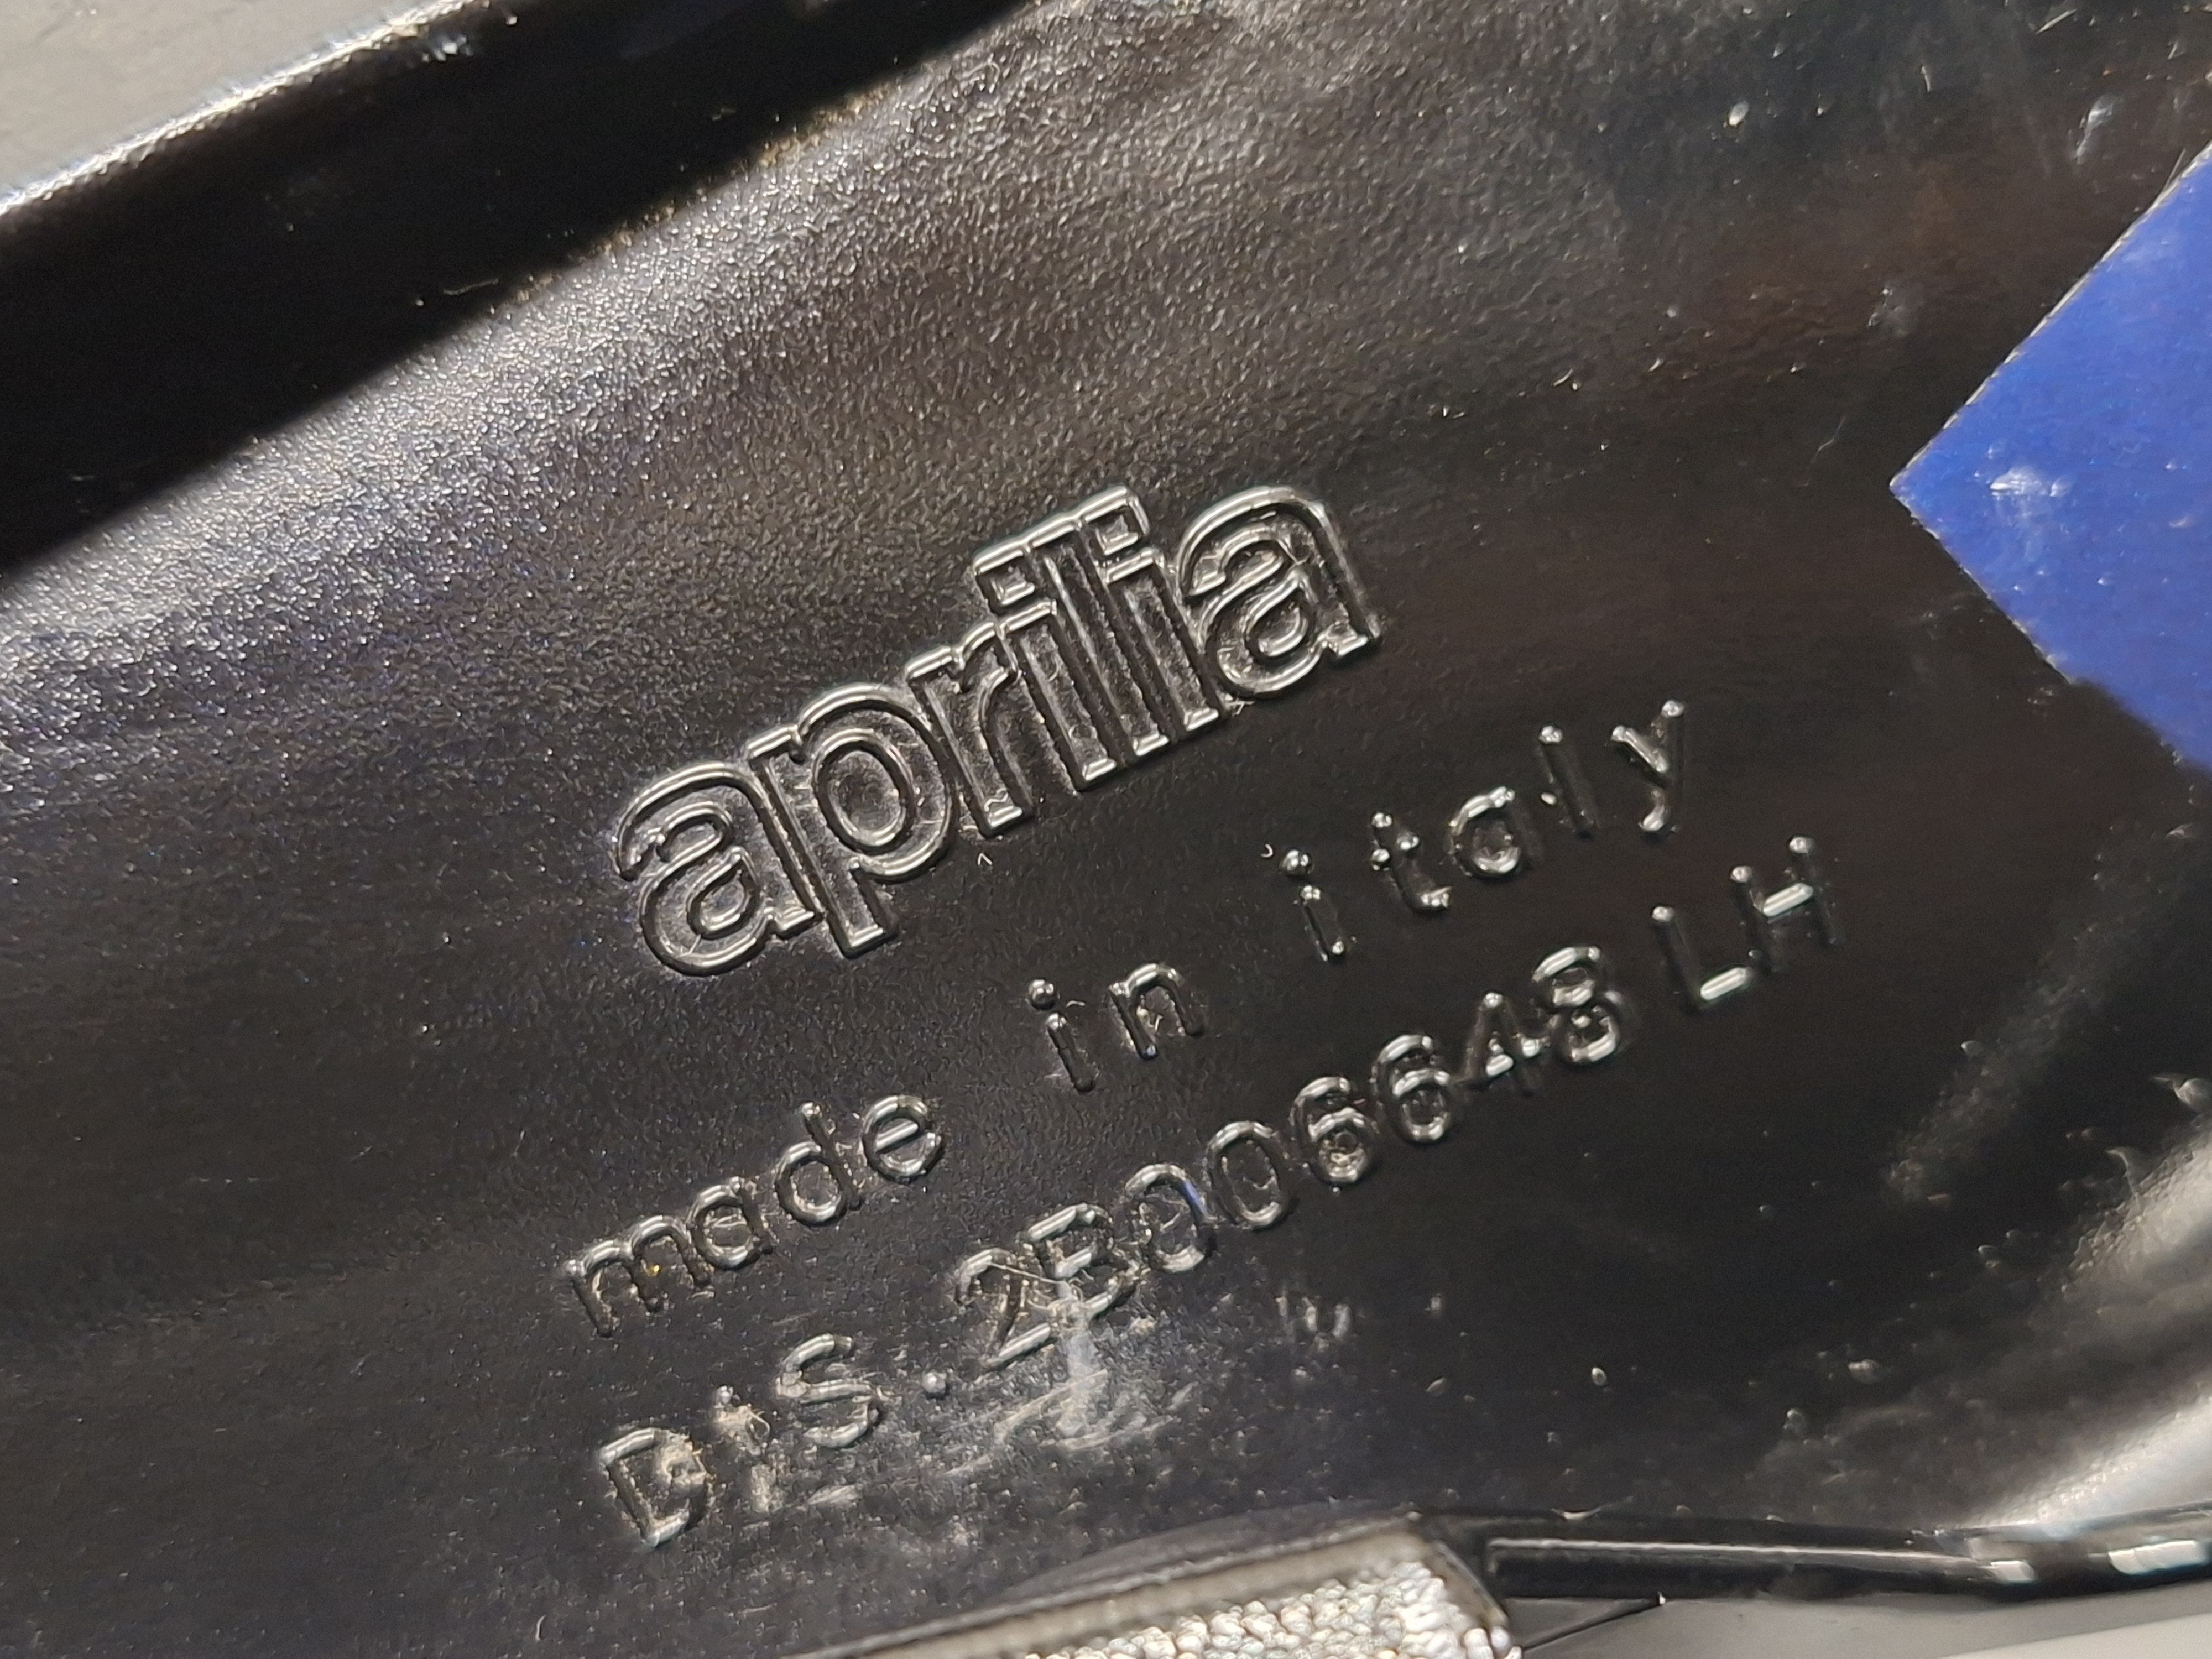 aprilia
made in italy
DIS.2B006648 LH